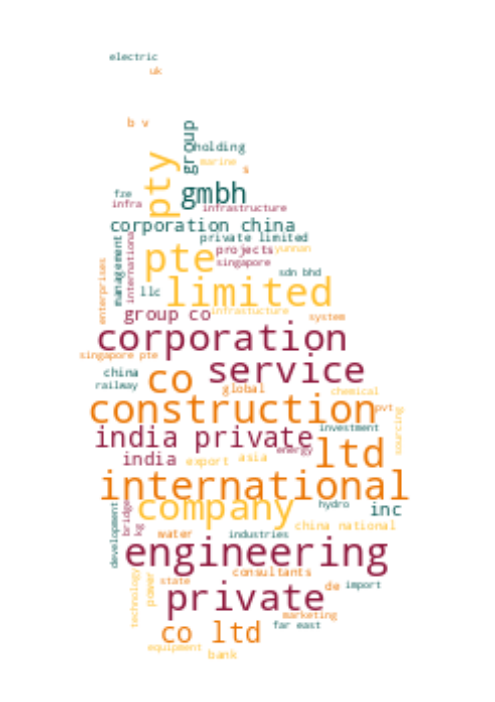 electric
uk
b v
group
holding
marine
s
pty
gmbh
fze
infra
infrastructure
corporation china
private limited
management
international
projects
yunnan
pte
singapore
enterprises
sdn bhd
llc
limited
group co
infrastucture
system
corporation
singapore pte
service
china
co
railway
global
chemical
construction
pvt
sourcing
india private
investment
ltd
energy
india
export
asia
international
company
hydro
inc
development
bridge
kg
china national
water
industries
engineering
consultants
technology
power
state
de
import
private
marketing
co ltd
far east
equipment
bank